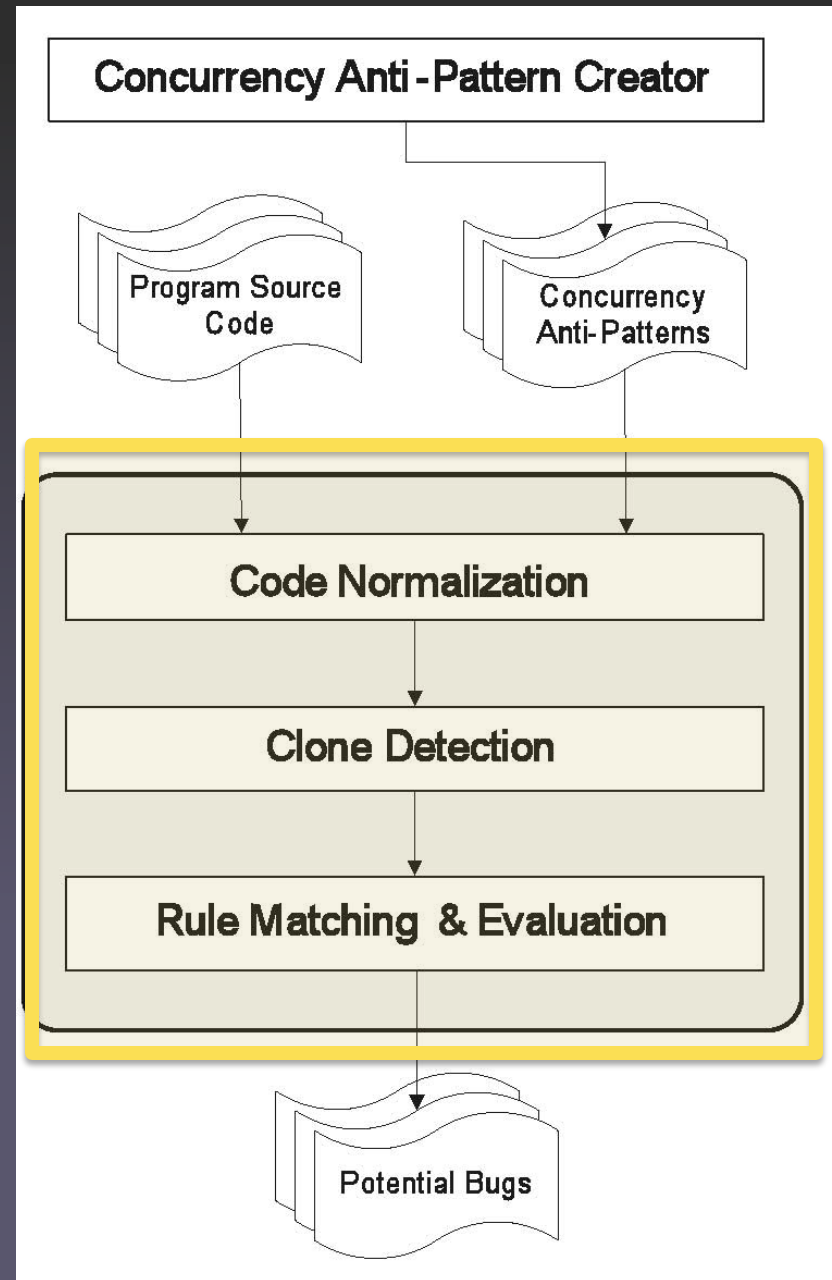 Concurrency Anti-Pattern Creator
Program Source
Code
Concurrency
Anti-Patterns
Code Normalization
Clone Detection
Rule Matching & Evaluation
Potential Bugs